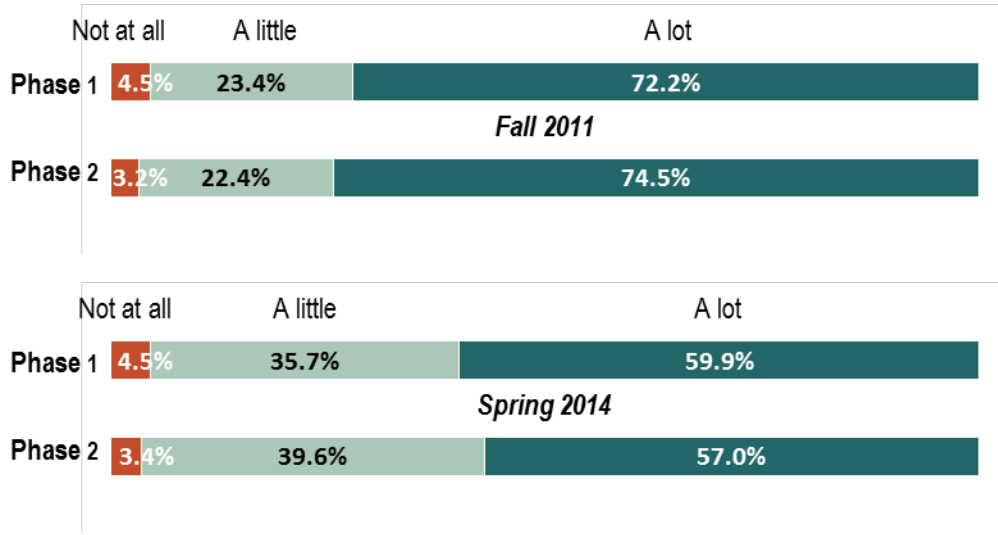 Not at all A little A lot
Phase 1 4.5% 23.4% 72.2%
Fall 2011
Phase 2 3.2% 22.4% 74.5%
Not at all A little A lot
Phase 1 4.5% 35.7% 59.9%
Spring 2014
Phase 2 3.4% 39.6% 57.0%